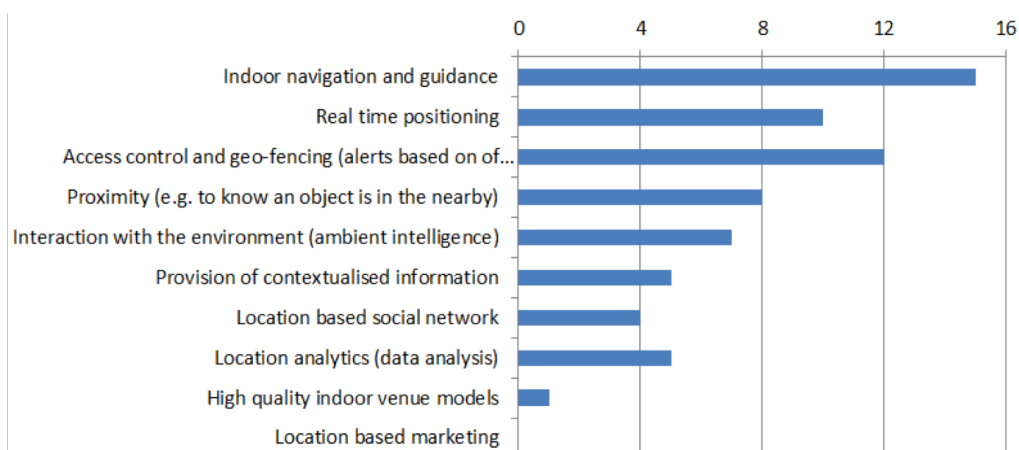 0 4 8 12 16
Indoor navigation and guidance
Real time positioning
Access control and geo-fencing (alerts based on of...
Proximity (e.g. to know an object is in the nearby)
Interaction with the environment (ambient intelligence)
Provision of contextualised information
Location based social network
Location analytics (data analysis)
High quality indoor venue models
Location based marketing